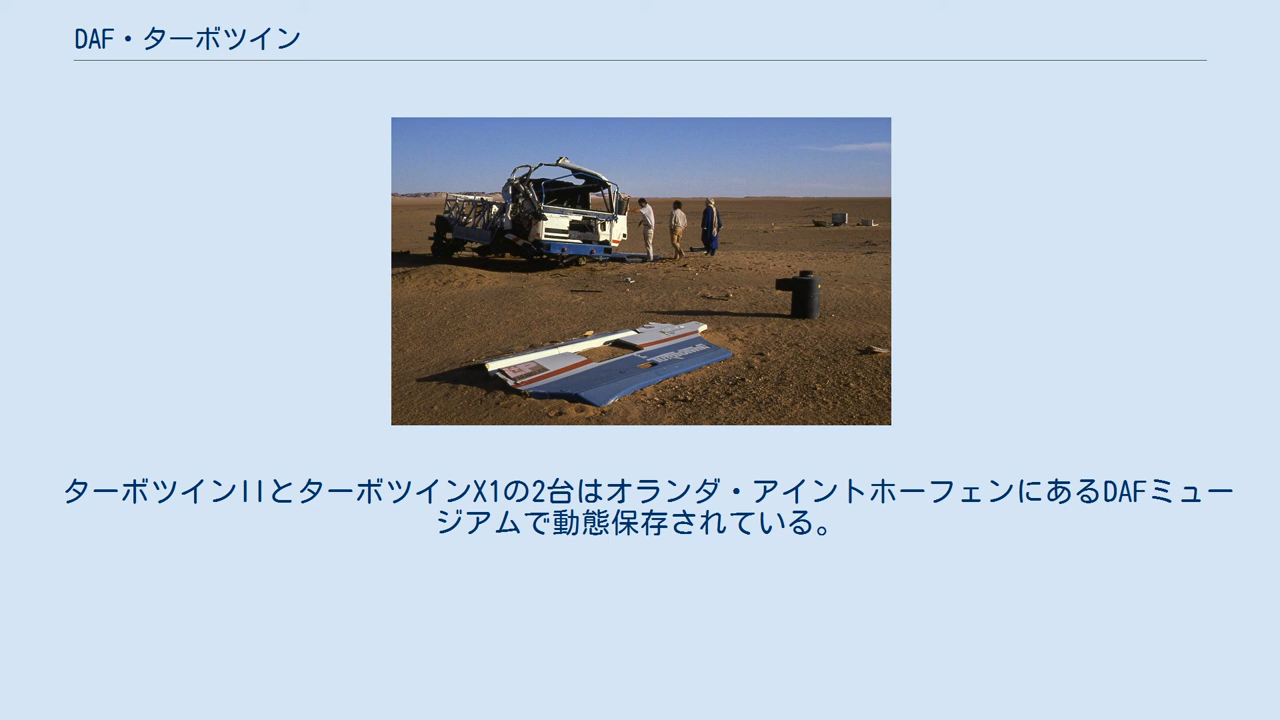 DAF・ターボツイン
ターボツインIIとターボツインX1の2台はオランダ・アイントホーフェンにあるDAFミュー
ジアムで動態保存されている。